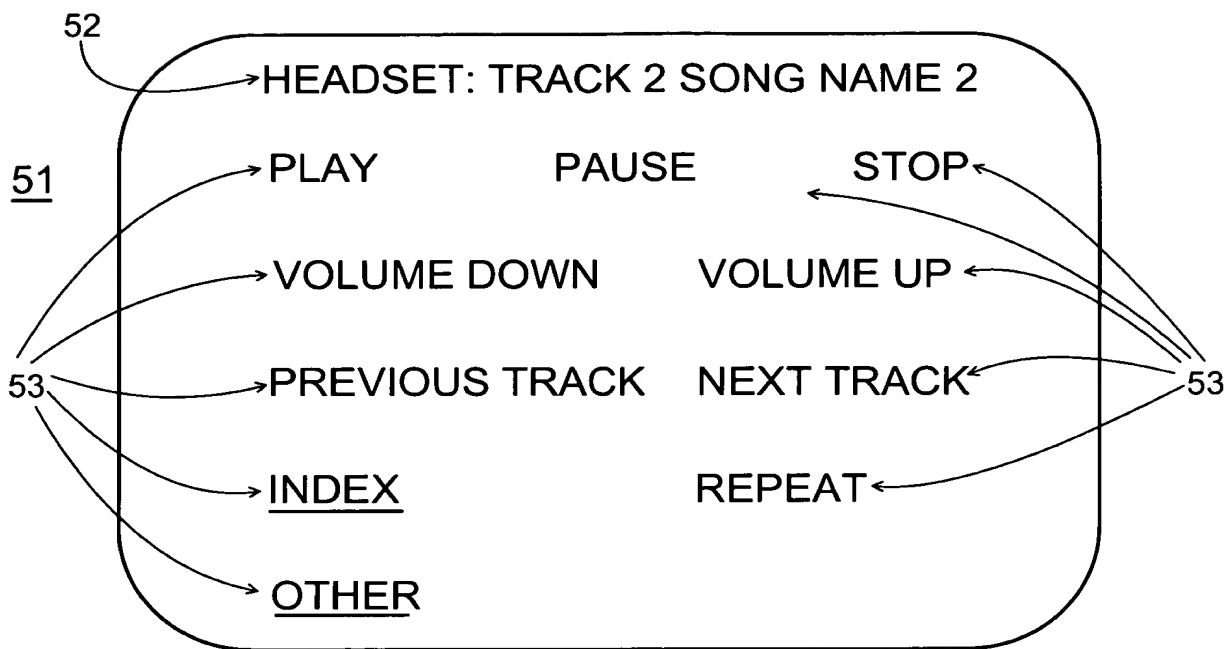 52
HEADSET: TRACK 2 SONG NAME 2
51
PLAY PAUSE STOP
VOLUME DOWN VOLUME UP
53 PREVIOUS TRACK NEXT TRACK 53
INDEX REPEAT
OTHER